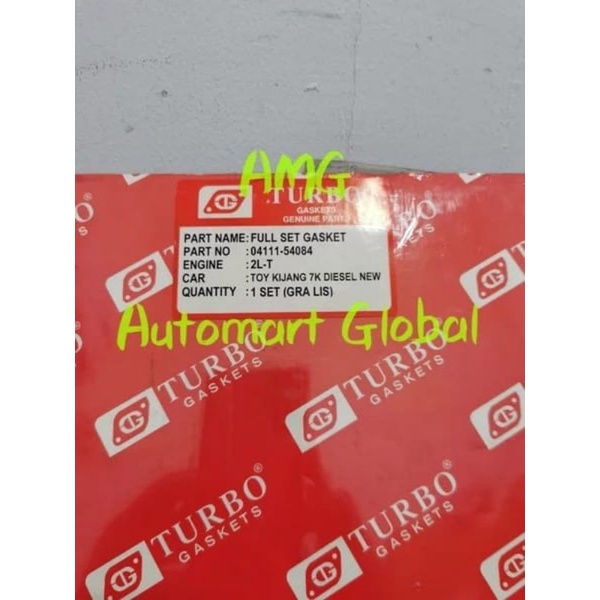 AMG
TURBO
GASKETS
GENUINE PARTS
PART NAME: FULL SET GASKET
PART NO : 04111-54084
ENGINE : 2L-T
CAR : TOY KIJANG 7K DIESEL NEW
QUANTITY : 1 SET (GRA LIS)
Automart Global
TURBO®
GASKETS
TURBO®
GASKETS
TURBO®
GASKETS
TURBO
GASKETS
TURBO®
GASKETS